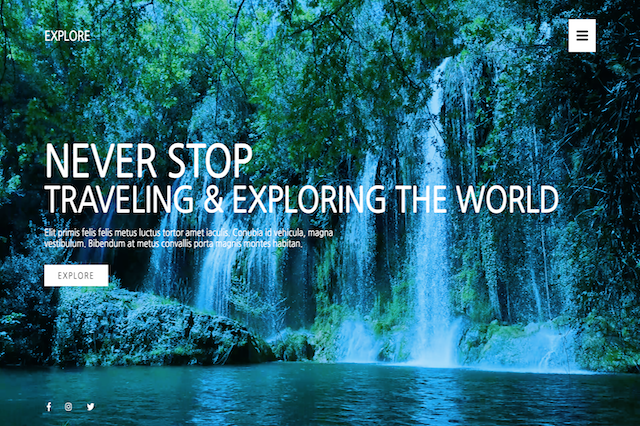 EXPLORE
NEVER STOP
TRAVELING & EXPLORING THE WORLD
Elit primis felis felis metus luctus tortor amet iaculis. Conubia id vehicula, magna
vestibulum. Bibendum at metus convallis porta magnis montes habitan.
EXPLORE